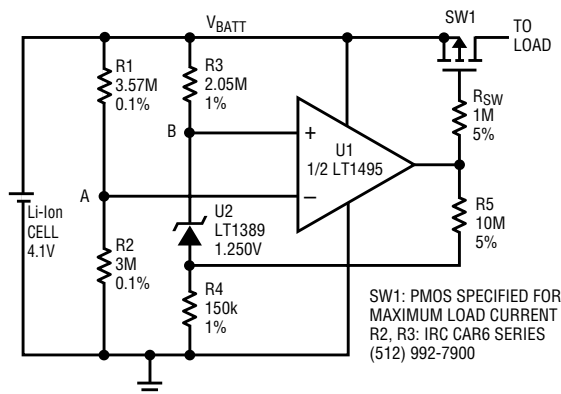 VBATT
SW1
TO
LOAD
R1
3.57M
0.1%
R3
2.05M
1%
RSW
1M
5%
B
+
U1
1/2 LT1495
A
−
Li-Ion
CELL
4.1V
U2
LT1389
1.250V
R5
10M
5%
R2
3M
0.1%
R4
150k
1%
SW1: PMOS SPECIFIED FOR
MAXIMUM LOAD CURRENT
R2, R3: IRC CAR6 SERIES
(512) 992-7900